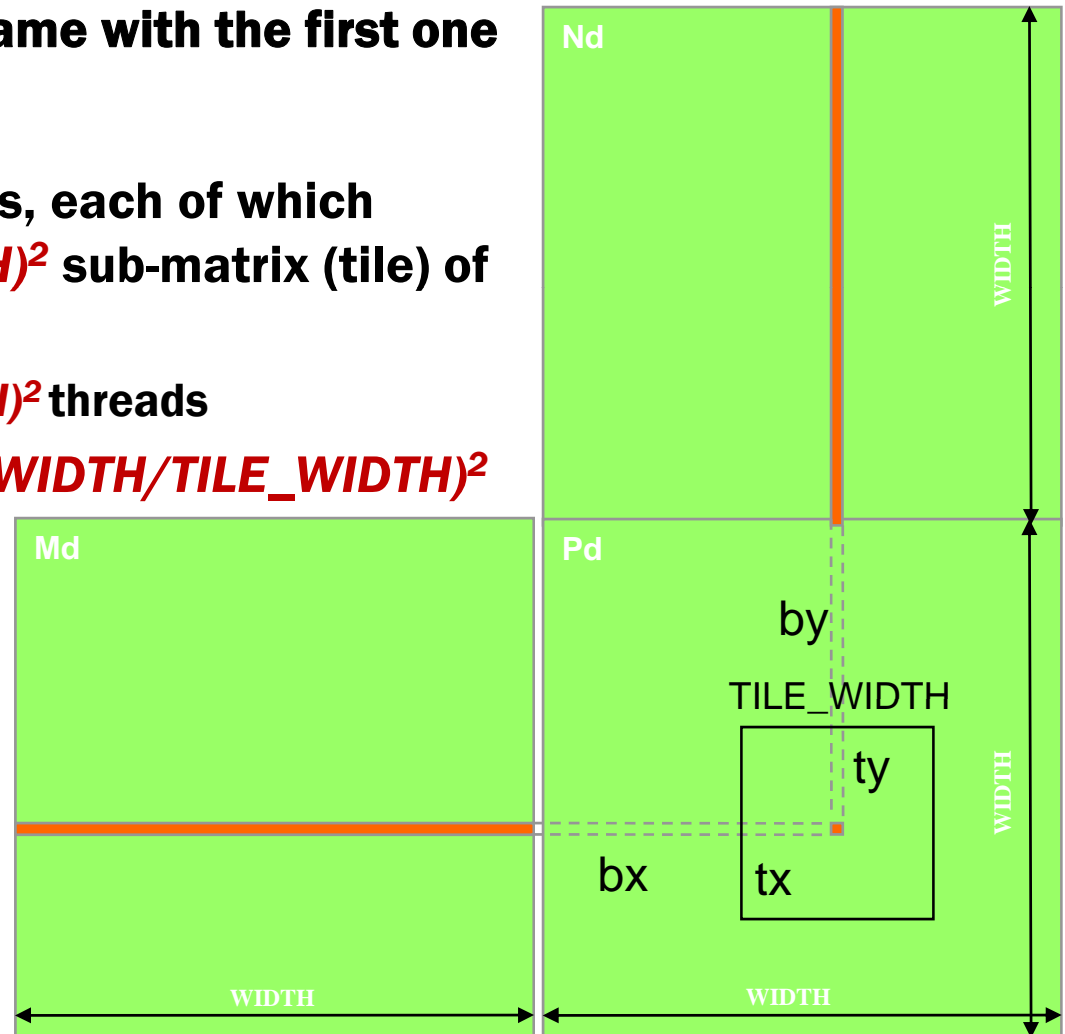 ame with the first one
s, each of which
H)² sub-matrix (tile) of
H)² threads
WIDTH/TILE_WIDTH)²
Nd
WIDTH
Md
Pd
by
TILE_WIDTH
ty
WIDTH
bx
tx
WIDTH
WIDTH